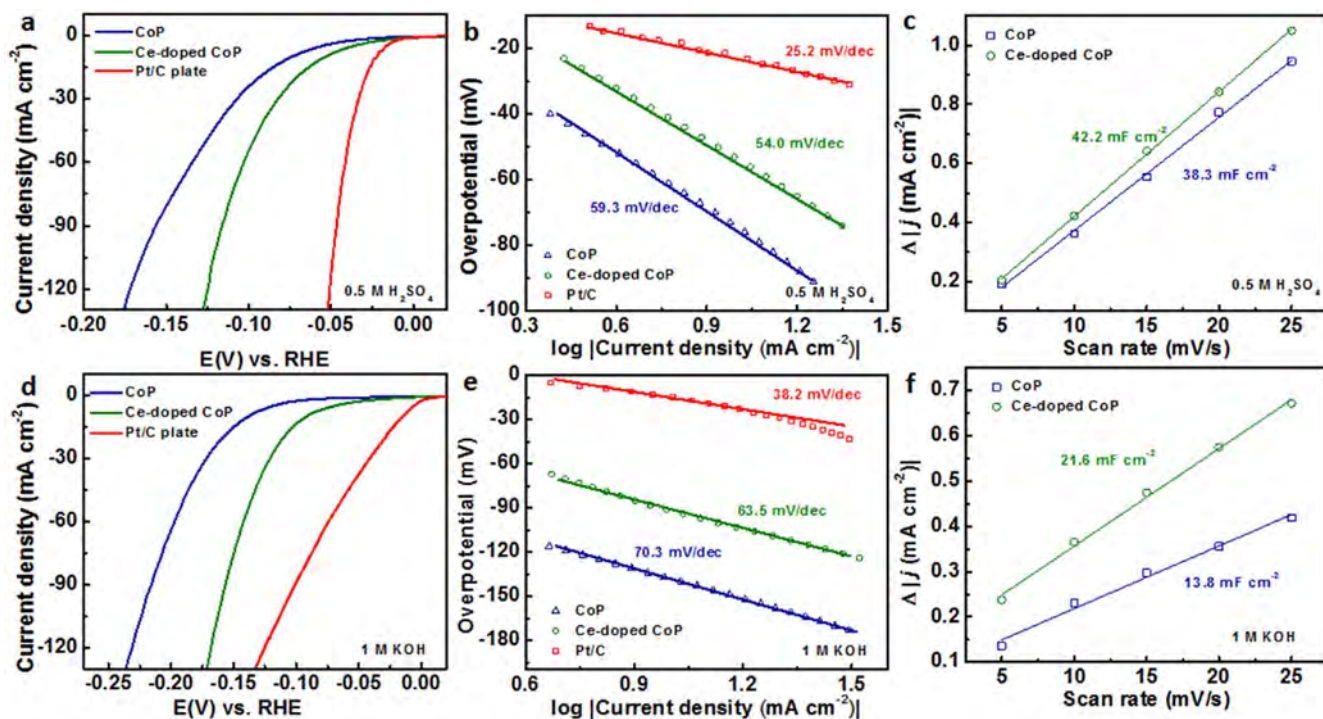 a
CoP
Ce-doped CoP
Pt/C plate
Current density (mA cm⁻²)
0
-30
-60
-90
-120
0.5 M H₂SO₄
-0.20 -0.15 -0.10 -0.05 0.00
E(V) vs. RHE
b
25.2 mV/dec
54.0 mV/dec
59.3 mV/dec
Overpotential (mV)
0
-20
-40
-60
-80
-100
CoP
Ce-doped CoP
Pt/C
0.5 M H₂SO₄
0.3 0.6 0.9 1.2 1.5
log |Current density (mA cm⁻²)|
c
CoP
Ce-doped CoP
42.2 mF cm⁻²
38.3 mF cm⁻²
Δ |j (mA cm⁻²)|
1.0
0.8
0.6
0.4
0.2
0.5 M H₂SO₄
5 10 15 20 25
Scan rate (mV/s)
d
CoP
Ce-doped CoP
Pt/C plate
Current density (mA cm⁻²)
0
-30
-60
-90
-120
1 M KOH
-0.25 -0.20 -0.15 -0.10 -0.05 0.00
E(V) vs. RHE
e
38.2 mV/dec
63.5 mV/dec
70.3 mV/dec
Overpotential (mV)
0
-30
-60
-90
-120
-150
-180
CoP
Ce-doped CoP
Pt/C
1 M KOH
0.6 0.9 1.2 1.5
log |Current density (mA cm⁻²)|
f
CoP
Ce-doped CoP
21.6 mF cm⁻²
13.8 mF cm⁻²
Δ |j (mA cm⁻²)|
0.7
0.6
0.5
0.4
0.3
0.2
0.1
1 M KOH
5 10 15 20 25
Scan rate (mV/s)